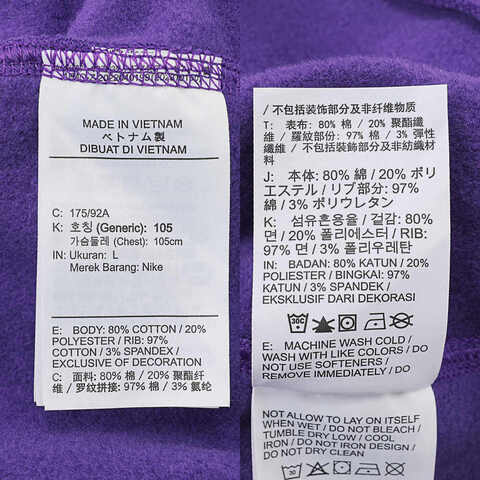 MADE IN VIETNAM
ベトナム製
DIBUAT DI VIETNAM
C: 175/92A
K: 호칭 (Generic): 105
가슴둘레 (Chest): 105cm
IN: Ukuran: L
Merek Barang: Nike
E: BODY: 80% COTTON / 20%
POLYESTER / RIB: 97%
COTTON / 3% SPANDEX /
EXCLUSIVE OF DECORATION
C: 面料: 80% 棉 / 20% 聚酯纤
维 / 罗纹拼接: 97% 棉 / 3% 氨纶
/ 不包括装饰部分及非纤维物质
T: 表布: 80% 棉 / 20% 聚酯纖
維 / 羅紋部份: 97% 棉 / 3% 彈性
纖維 / 不包括裝飾部分及非紡織材
料
J: 本体: 80% 綿 / 20% ポリ
エステル / リブ部分: 97%
綿 / 3% ポリウレタン
K: 섬유혼용율 / 겉감: 80%
면 / 20% 폴리에스터 / RIB:
97% 면 / 3% 폴리우레탄
IN: BADAN: 80% KATUN / 20%
POLIESTER / BINGKAI: 97%
KATUN / 3% SPANDEK /
EKSKLUSIF DARI DEKORASI
30C
E: MACHINE WASH COLD /
WASH WITH LIKE COLORS / DO
NOT USE SOFTENERS /
REMOVE IMMEDIATELY / DO
NOT ALLOW TO LAY ON ITSELF
WHEN WET / DO NOT BLEACH /
TUMBLE DRY LOW / COOL
IRON / DO NOT IRON DESIGN /
DO NOT DRY CLEAN